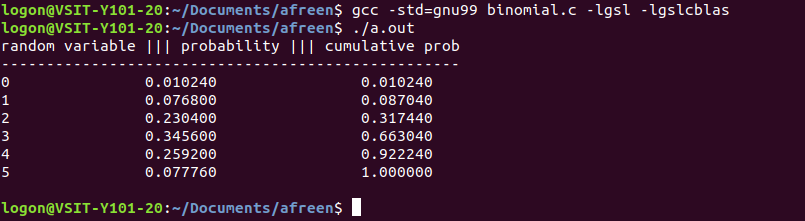 logon@VSIT-Y101-20:~/Documents/afreen$ gcc -std=gnu99 binomial.c -lgsl -lgslcblas
logon@VSIT-Y101-20:~/Documents/afreen$ ./a.out
random variable ||| probability ||| cumulative prob
---------------------------------------------------
0               0.010240                0.010240
1               0.076800                0.087040
2               0.230400                0.317440
3               0.345600                0.663040
4               0.259200                0.922240
5               0.077760                1.000000
logon@VSIT-Y101-20:~/Documents/afreen$